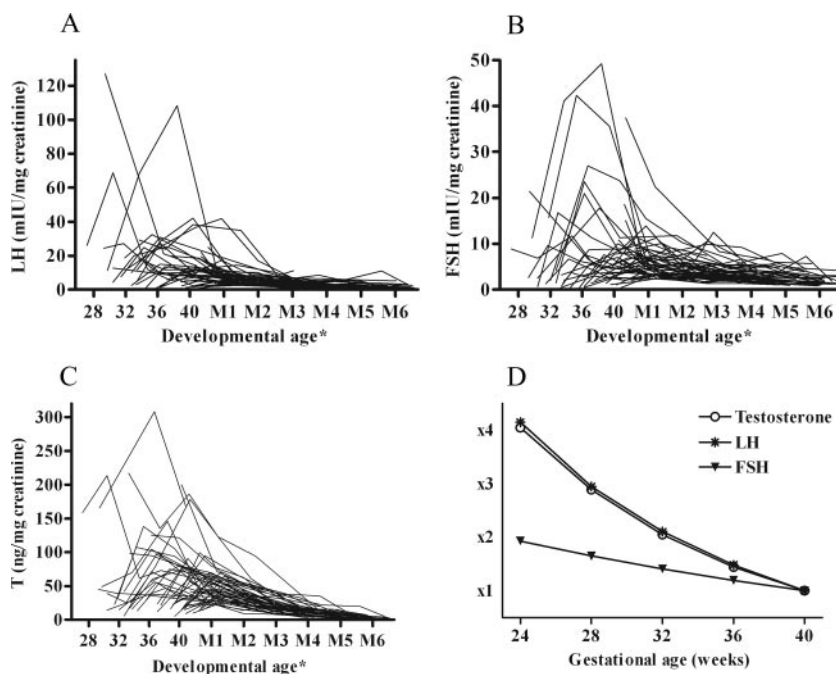 A
LH (mIU/mg creatinine)
120
100
80
60
40
20
0
28 32 36 40 M1 M2 M3 M4 M5 M6
Developmental age*
B
FSH (mIU/mg creatinine)
50
40
30
20
10
0
28 32 36 40 M1 M2 M3 M4 M5 M6
Developmental age*
C
T (ng/mg creatinine)
300
250
200
150
100
50
0
28 32 36 40 M1 M2 M3 M4 M5 M6
Developmental age*
D
Testosterone
LH
FSH
x4
x3
x2
x1
24 28 32 36 40
Gestational age (weeks)